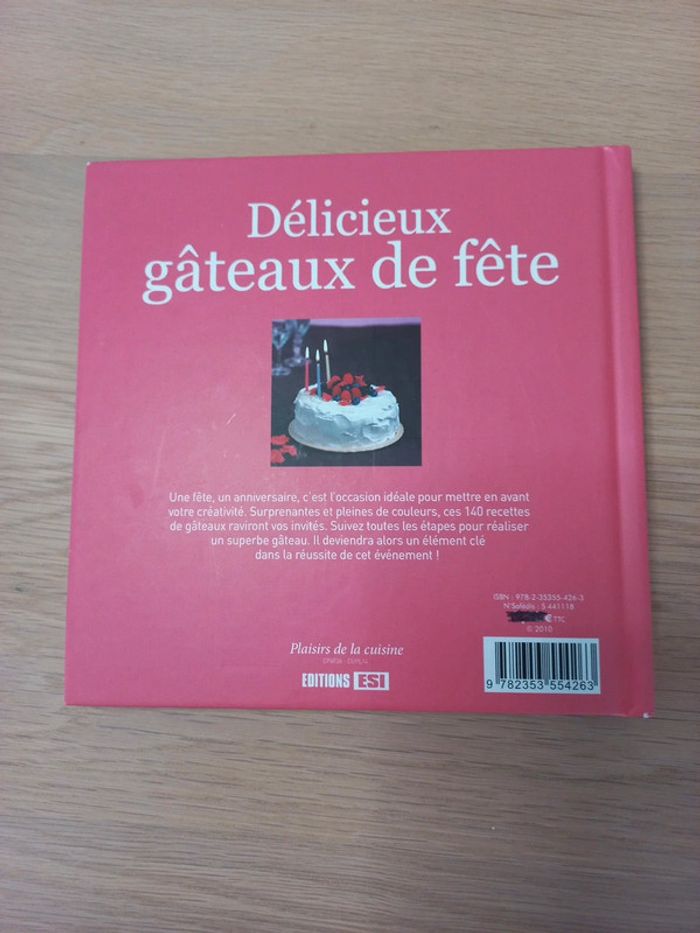 Délicieux
gâteaux de fête
Une fête, un anniversaire, c'est l'occasion idéale pour mettre en avant
votre créativité. Surprenantes et pleines de couleurs, ces 140 recettes
de gâteaux raviront vos invités. Suivez toutes les étapes pour réaliser
un superbe gâteau. Il deviendra alors un élément clé
dans la réussite de cet événement !
ISBN : 978-2-35355-426-3
N°Sofédis : S 441118
€ TTC
© 2010
Plaisirs de la cuisine
EDITIONS ESI
9 782353 554263